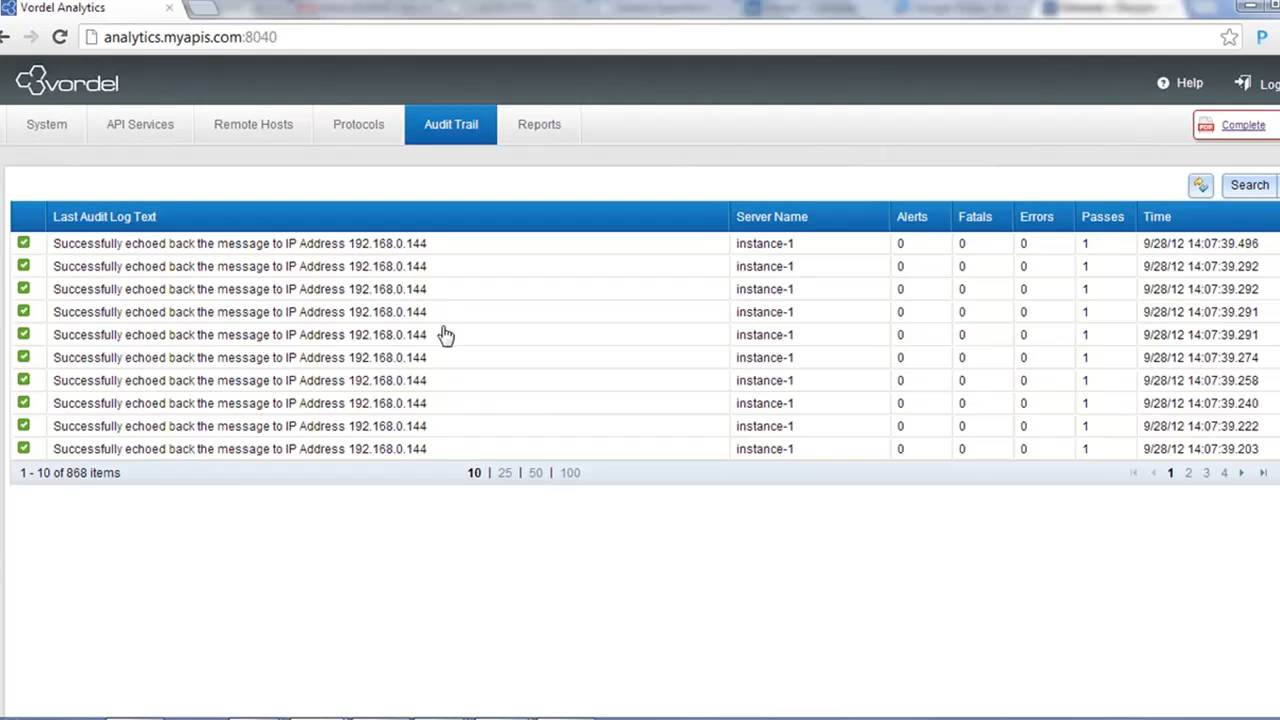 Vordel Analytics
analytics.myapis.com:8040
vordel
Help
Log
System
API Services
Remote Hosts
Protocols
Audit Trail
Reports
Complete
Search
Last Audit Log Text Server Name Alerts Fatals Errors Passes Time
Successfully echoed back the message to IP Address 192.168.0.144 instance-1 0 0 0 1 9/28/12 14:07:39.496
Successfully echoed back the message to IP Address 192.168.0.144 instance-1 0 0 0 1 9/28/12 14:07:39.292
Successfully echoed back the message to IP Address 192.168.0.144 instance-1 0 0 0 1 9/28/12 14:07:39.292
Successfully echoed back the message to IP Address 192.168.0.144 instance-1 0 0 0 1 9/28/12 14:07:39.291
Successfully echoed back the message to IP Address 192.168.0.144 instance-1 0 0 0 1 9/28/12 14:07:39.291
Successfully echoed back the message to IP Address 192.168.0.144 instance-1 0 0 0 1 9/28/12 14:07:39.274
Successfully echoed back the message to IP Address 192.168.0.144 instance-1 0 0 0 1 9/28/12 14:07:39.258
Successfully echoed back the message to IP Address 192.168.0.144 instance-1 0 0 0 1 9/28/12 14:07:39.240
Successfully echoed back the message to IP Address 192.168.0.144 instance-1 0 0 0 1 9/28/12 14:07:39.222
Successfully echoed back the message to IP Address 192.168.0.144 instance-1 0 0 0 1 9/28/12 14:07:39.203
1 - 10 of 868 items 10 | 25 | 50 | 100 1 2 3 4